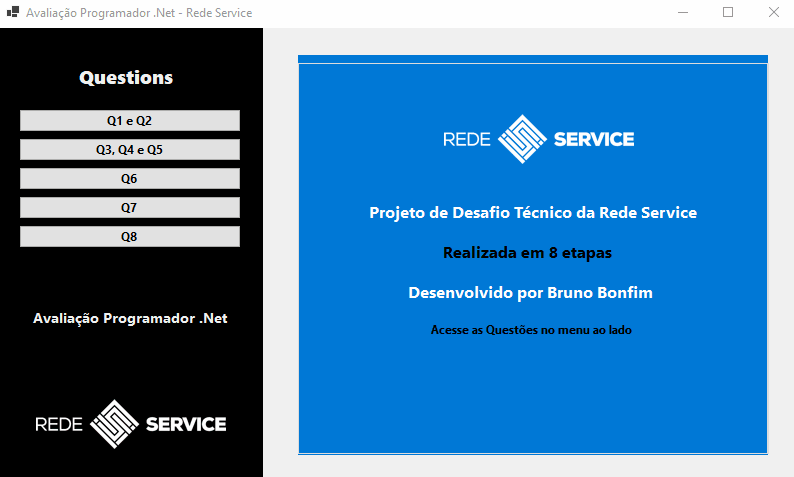 Avaliação Programador .Net - Rede Service
Questions
Q1 e Q2
Q3, Q4 e Q5
Q6
Q7
Q8
Avaliação Programador .Net
REDE SERVICE
REDE SERVICE
Projeto de Desafio Técnico da Rede Service
Realizada em 8 etapas
Desenvolvido por Bruno Bonfim
Acesse as Questões no menu ao lado